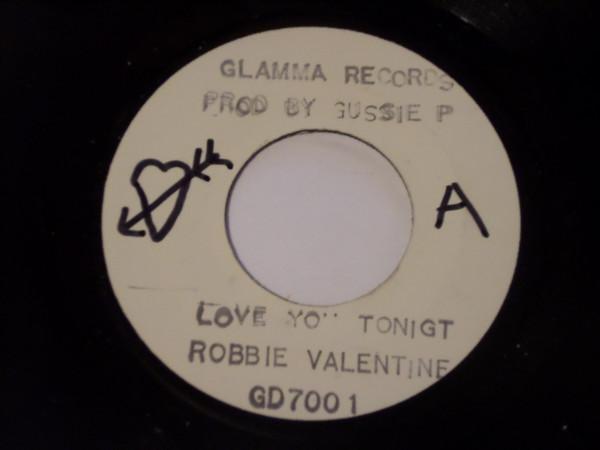 GLAMMA RECORDS
PROD BY GUSSIE P
A
LOVE YO'' TONIGT
ROBBIE VALENTINE
GD7001